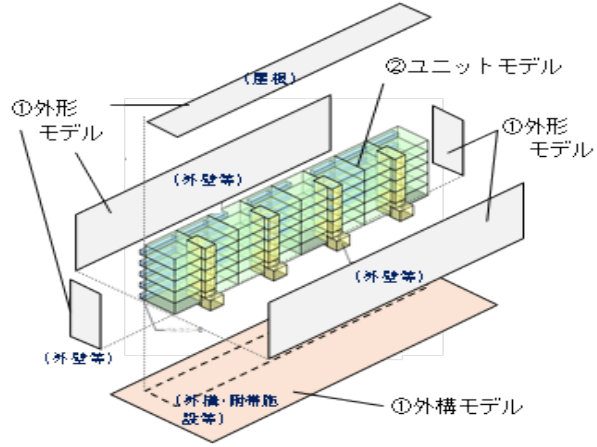 (屋根)
②ユニットモデル
①外形
モデル
①外形
モデル
(外壁等)
(外壁等)
(外壁等)
(外構・附帯施
設等)
①外構モデル